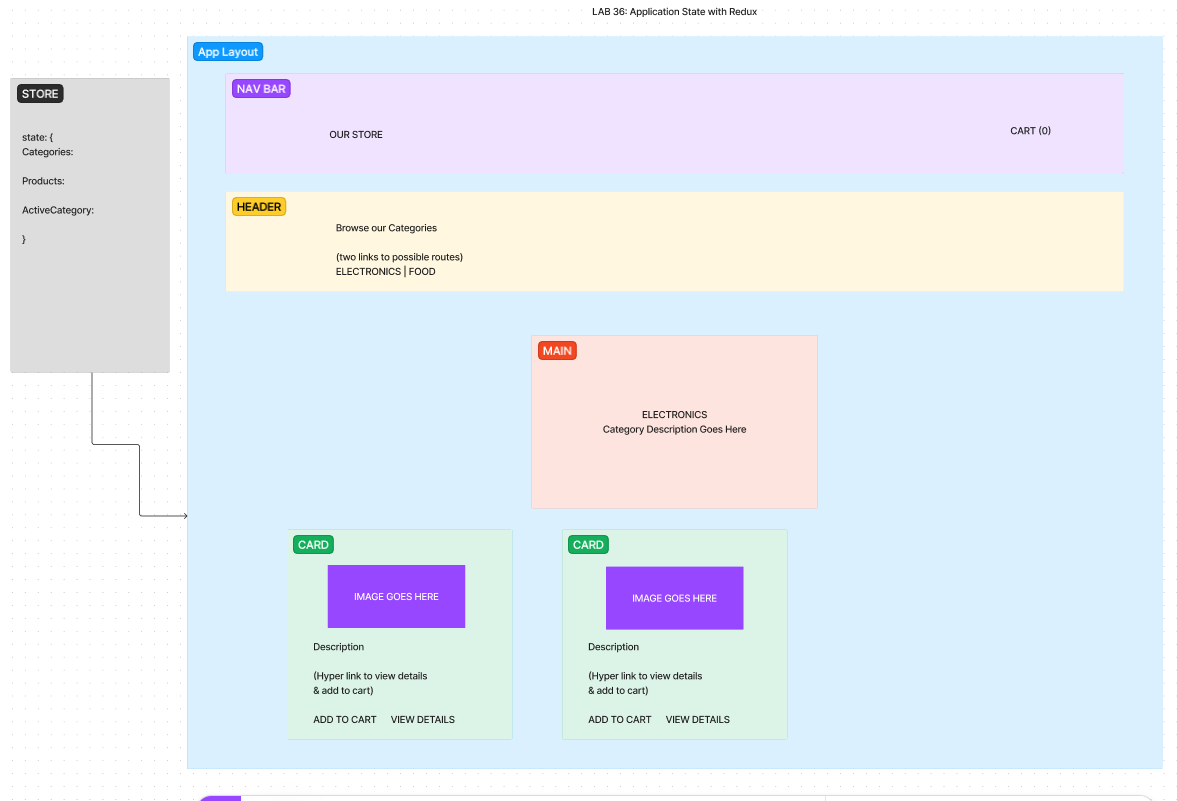 LAB 36: Application State with Redux
App Layout
STORE
state: {
Categories:
Products:
ActiveCategory:
}
NAV BAR
OUR STORE
CART (0)
HEADER
Browse our Categories
(two links to possible routes)
ELECTRONICS | FOOD
MAIN
ELECTRONICS
Category Description Goes Here
CARD
IMAGE GOES HERE
Description
(Hyper link to view details
& add to cart)
ADD TO CART VIEW DETAILS
CARD
IMAGE GOES HERE
Description
(Hyper link to view details
& add to cart)
ADD TO CART VIEW DETAILS